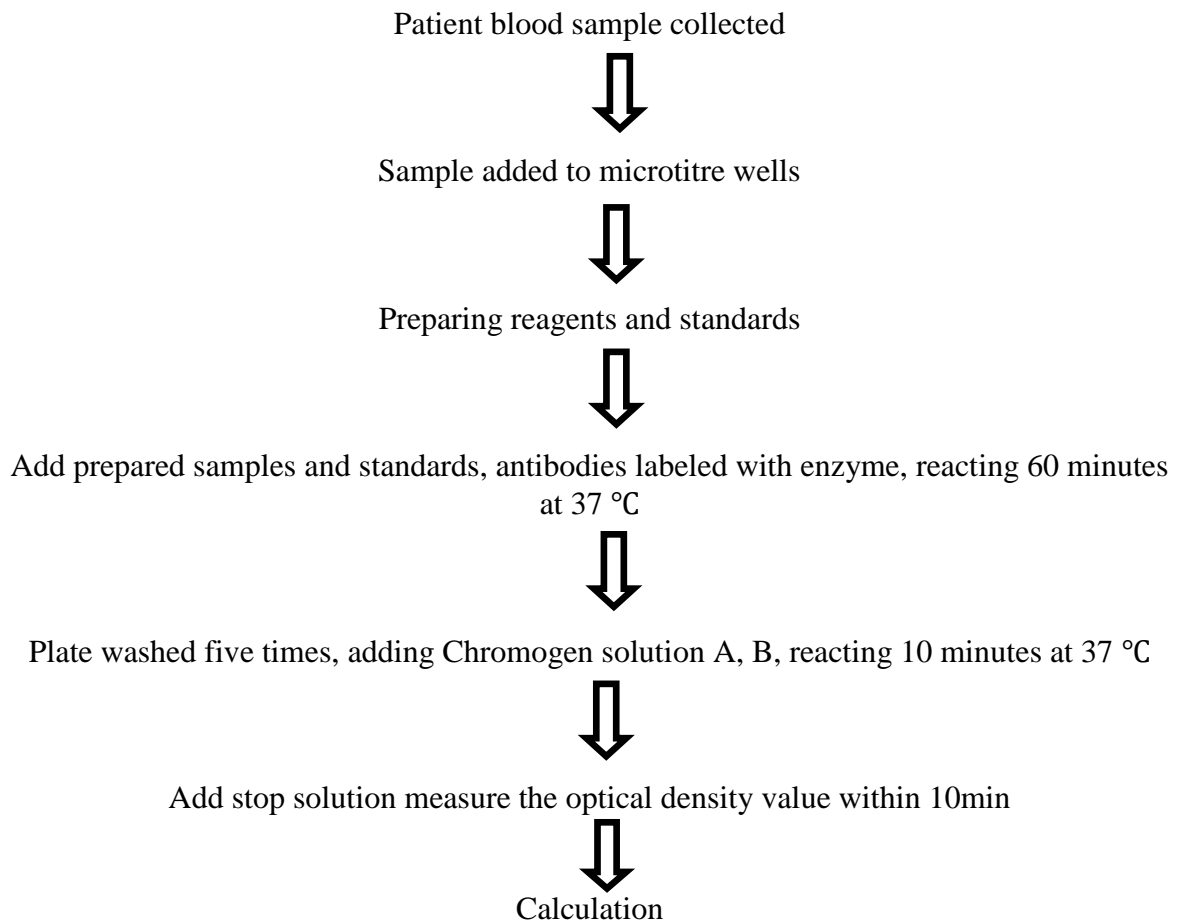 Patient blood sample collected
Sample added to microtitre wells
Preparing reagents and standards
Add prepared samples and standards, antibodies labeled with enzyme, reacting 60 minutes
at 37 ℃
Plate washed five times, adding Chromogen solution A, B, reacting 10 minutes at 37 ℃
Add stop solution measure the optical density value within 10min
Calculation